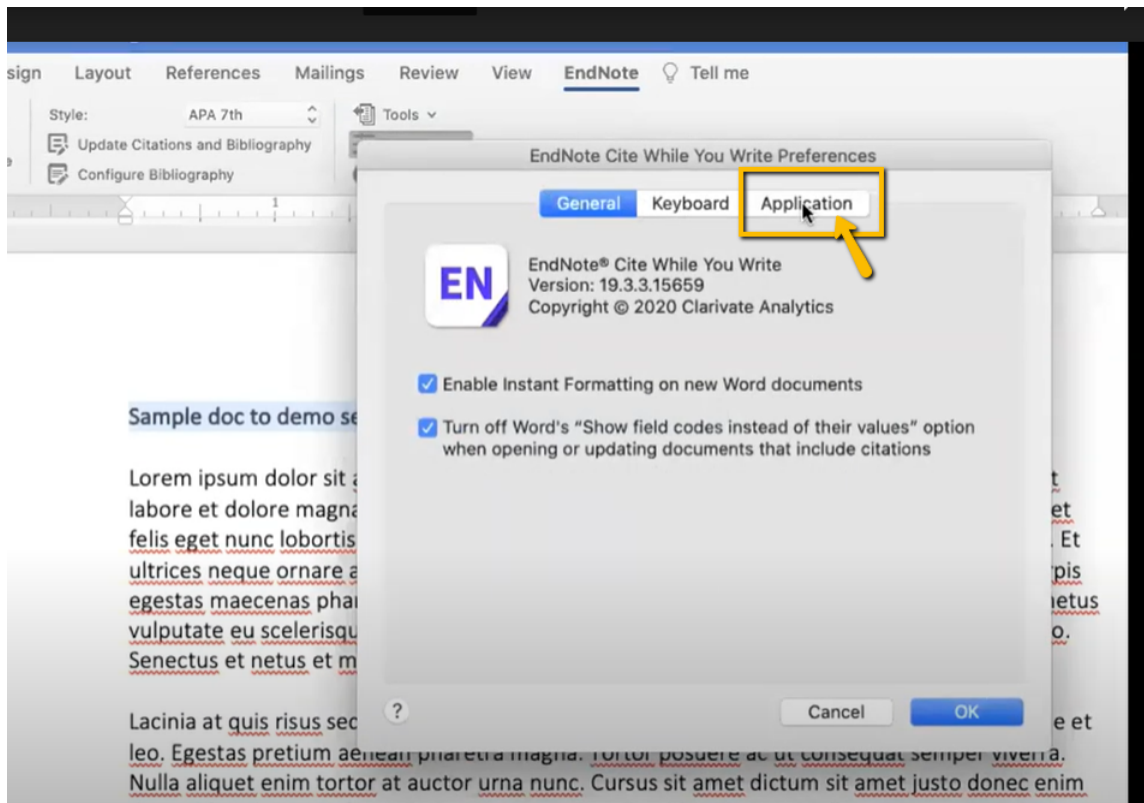 sign Layout References Mailings Review View EndNote Tell me
Style: APA 7th Tools
Update Citations and Bibliography
Configure Bibliography
1
EndNote Cite While You Write Preferences
General Keyboard Application
EN
EndNote® Cite While You Write
Version: 19.3.3.15659
Copyright © 2020 Clarivate Analytics
Enable Instant Formatting on new Word documents
Turn off Word's "Show field codes instead of their values" option
when opening or updating documents that include citations
? Cancel OK
Sample doc to demo se
Lorem ipsum dolor sit
labore et dolore magna et
felis eget nunc lobortis . Et
ultrices neque ornare a pis
egestas maecenas phar etus
vulputate eu scelerisqu o.
Senectus et netus et m
Lacinia at quis risus sed e et
leo. Egestas pretium aenean pharetra magna. Tortor posuere ac ut consequat semper viverra.
Nulla aliquet enim tortor at auctor urna nunc. Cursus sit amet dictum sit amet justo donec enim